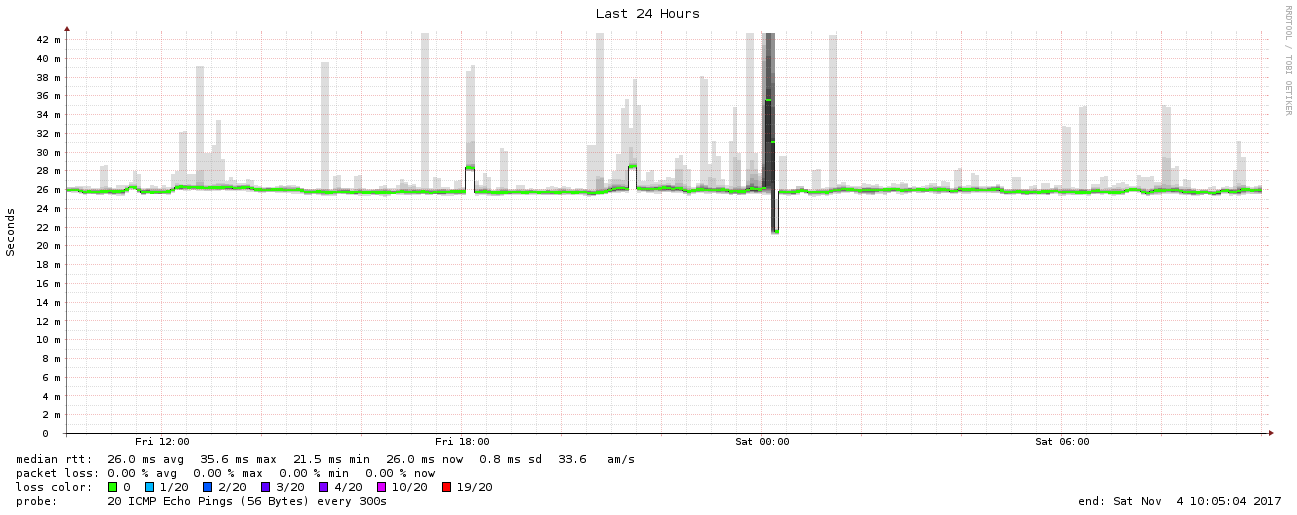 Last 24 Hours
RRDTOOL / TOBI OETIKER
Seconds
42 m
40 m
38 m
36 m
34 m
32 m
30 m
28 m
26 m
24 m
22 m
20 m
18 m
16 m
14 m
12 m
10 m
8 m
6 m
4 m
2 m
0
Fri 12:00 Fri 18:00 Sat 00:00 Sat 06:00
median rtt: 26.0 ms avg 35.6 ms max 21.5 ms min 26.0 ms now 0.8 ms sd 33.6 am/s
packet loss: 0.00 % avg 0.00 % max 0.00 % min 0.00 % now
loss color: 0 1/20 2/20 3/20 4/20 10/20 19/20
probe: 20 ICMP Echo Pings (56 Bytes) every 300s end: Sat Nov 4 10:05:04 2017